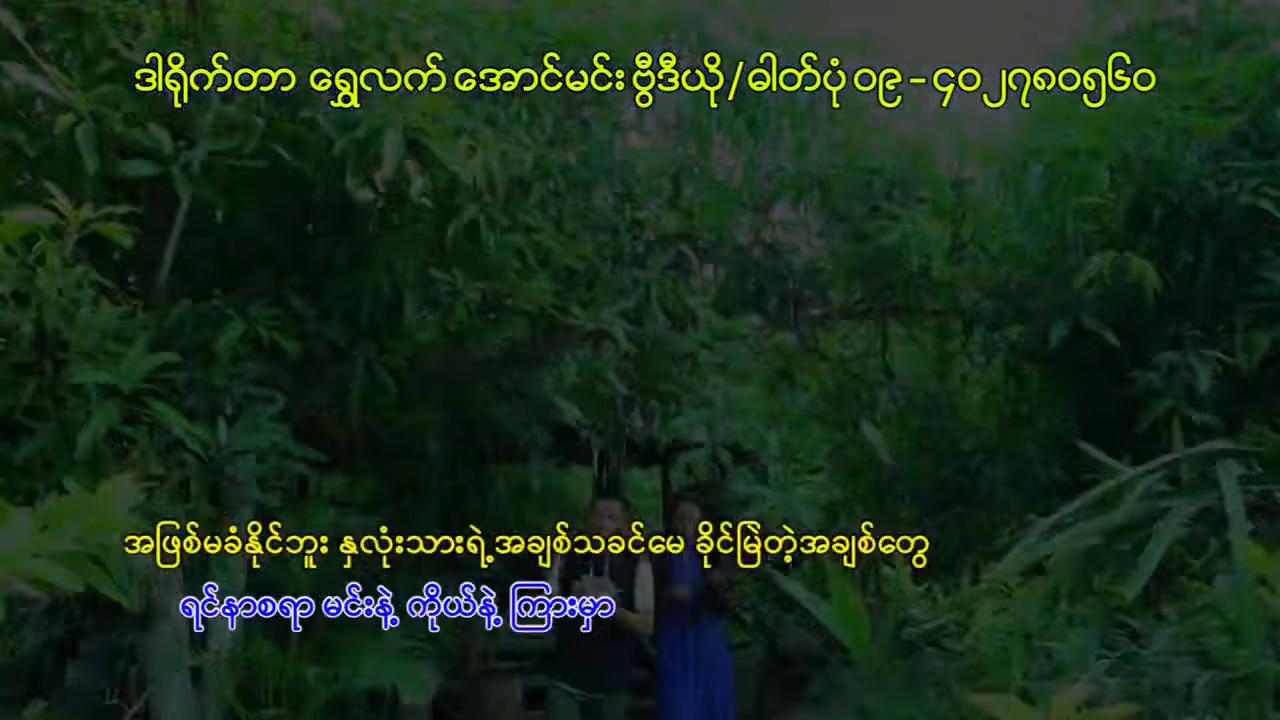 ဒါရိုက်တာ ရွှေလက် အောင်မင်း ဗွီဒီယို / ဓါတ်ပုံ ၀၉ - ၄၀၂၇၈၀၅၆၀
အဖြစ်မခံနိုင်ဘူး နှလုံးသားရဲ့အချစ်သခင်မေ ခိုင်မြဲတဲ့အချစ်တွေ
ရင်နာစရာ မင်းနဲ့ ကိုယ်နဲ့ ကြားမှာ